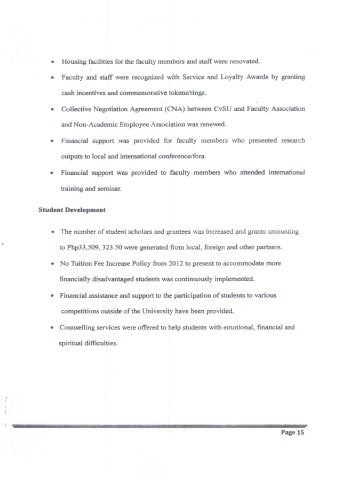 • Housing facilities for the faculty members and staff were renovated.
• Faculty and staff were recognized with Service and Loyalty Awards by granting
cash incentives and commemorative tokens/rings.
• Collective Negotiation Agreement (CNA) between CvSU and Faculty Association
and Non-Academic Employee Association was renewed.
• Financial support was provided for faculty members who presented research
outputs to local and international conference/fora.
• Financial support was provided to faculty members who attended international
training and seminar.
Student Development
• The number of student scholars and grantees was increased and grants amounting
to Php33,509, 323.50 were generated from local, foreign and other partners.
• No Tuition Fee Increase Policy from 2012 to present to accommodate more
financially disadvantaged students was continuously implemented.
• Financial assistance and support to the participation of students to various
competitions outside of the University have been provided.
• Counselling services were offered to help students with emotional, financial and
spiritual difficulties.
Page 15